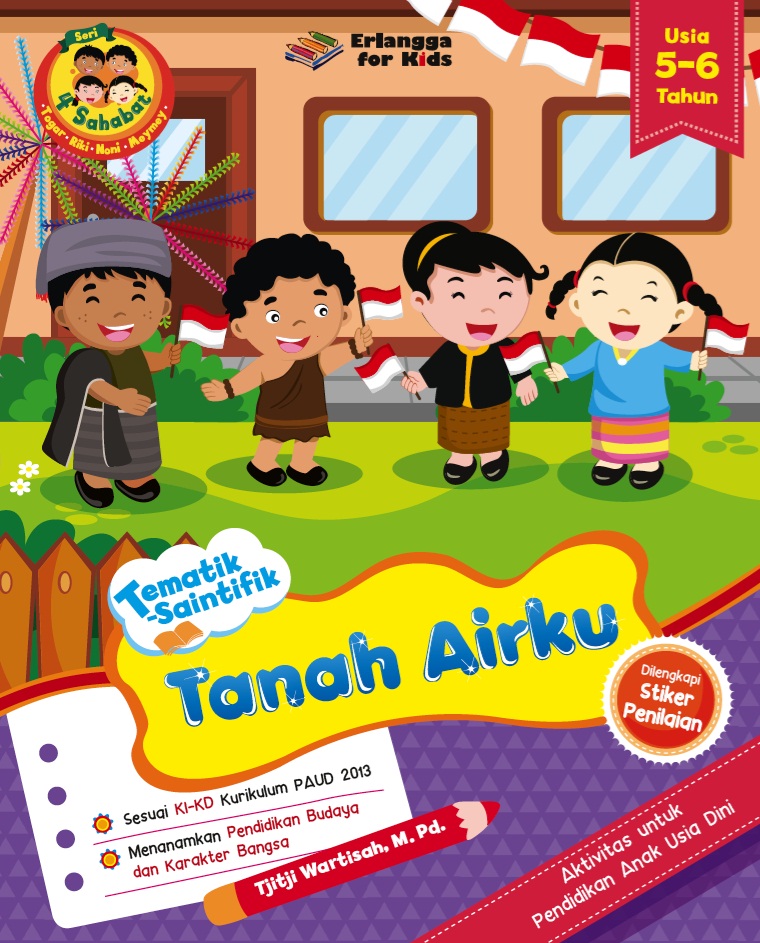 Seri
4 Sahabat
• Togar • Riki • Noni • Meymey •
Erlangga
for Kids
Usia
5-6
Tahun
Tematik
-Saintifik
Tanah Airku
Dilengkapi
Stiker
Penilaian
Sesuai KI-KD Kurikulum PAUD 2013
Menanamkan Pendidikan Budaya
dan Karakter Bangsa
Tjitji Wartisah, M. Pd.
Aktivitas untuk
Pendidikan Anak Usia Dini